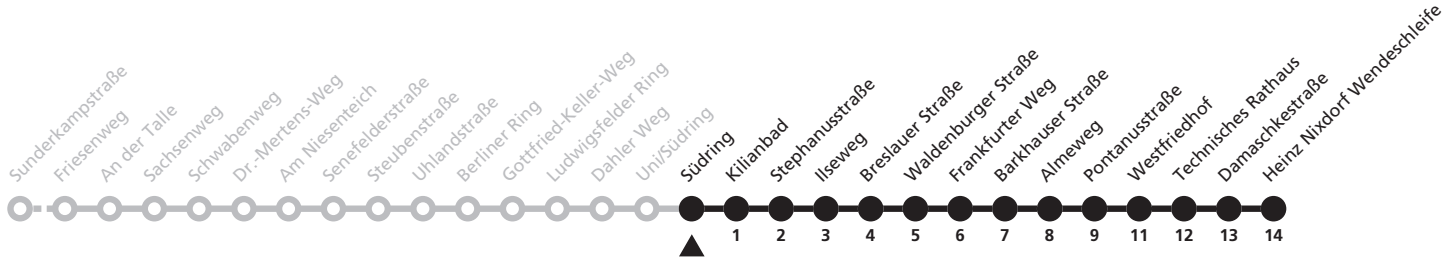 Sunderkampstraße
Friesenweg
An der Talle
Sachsenweg
Schwabenweg
Dr.-Mertens-Weg
Am Niesenteich
Senefelderstraße
Steubenstraße
Uhlandstraße
Berliner Ring
Gottfried-Keller-Weg
Ludwigsfelder Ring
Dahler Weg
Uni/Südring
Südring
Kilianbad
Stephanusstraße
Ilseweg
Breslauer Straße
Waldenburger Straße
Frankfurter Weg
Barkhauser Straße
Almeweg
Pontanusstraße
Westfriedhof
Technisches Rathaus
Damaschkestraße
Heinz Nixdorf Wendeschleife
1 2 3 4 5 6 7 8 9 11 12 13 14